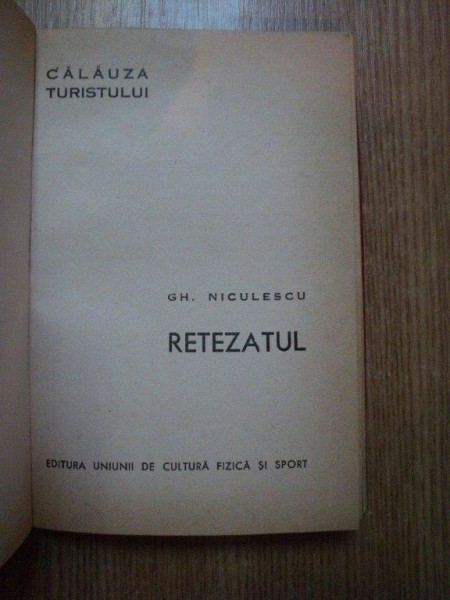 CĂLĂUZA
TURISTULUI
GH. NICULESCU
RETEZATUL
EDITURA UNIUNII DE CULTURĂ FIZICĂ ȘI SPORT